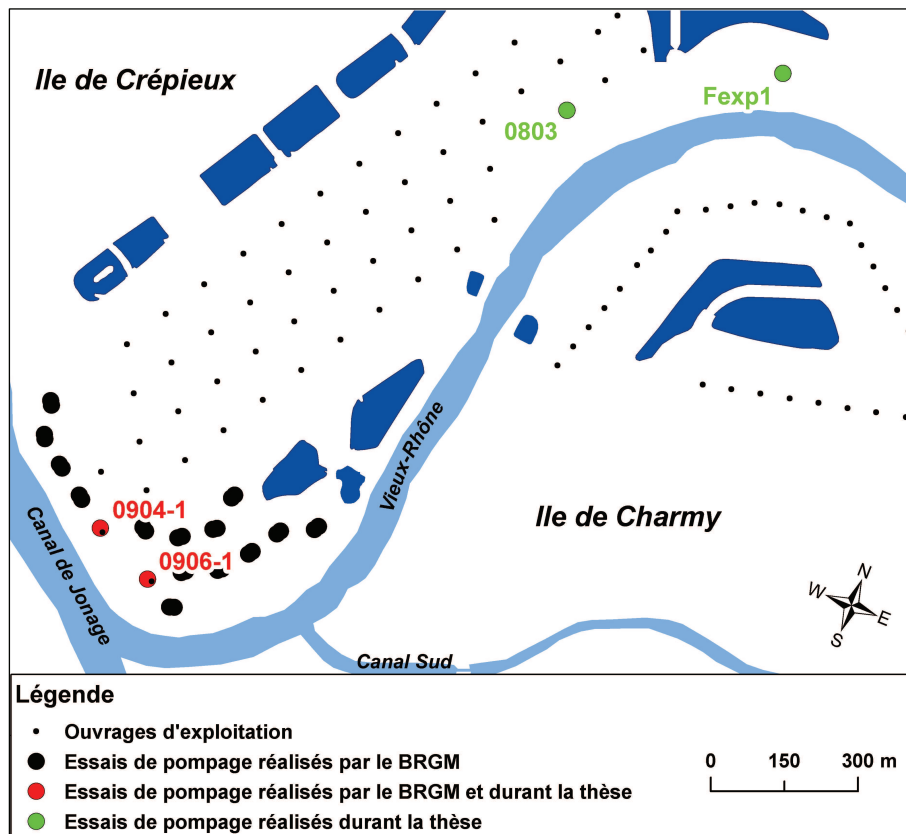 Ile de Crépieux
Fexp1
0803
Vieux-Rhône
0904-1
Ile de Charmy
Canal de Jonage
0906-1
N
W
E
S
Canal Sud
Légende
Ouvrages d'exploitation
Essais de pompage réalisés par le BRGM
Essais de pompage réalisés par le BRGM et durant la thèse
Essais de pompage réalisés durant la thèse
0 150 300 m